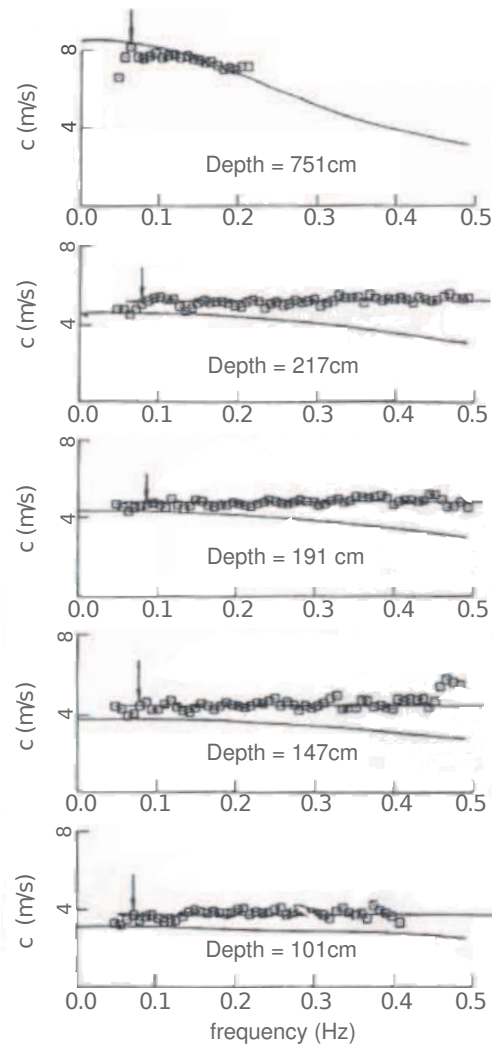 8
c (m/s)
4
Depth = 751cm
0.0 0.1 0.2 0.3 0.4 0.5
8
c (m/s)
4
Depth = 217cm
0.0 0.1 0.2 0.3 0.4 0.5
8
c (m/s)
4
Depth = 191 cm
0.0 0.1 0.2 0.3 0.4 0.5
8
c (m/s)
4
Depth = 147cm
0.0 0.1 0.2 0.3 0.4 0.5
8
c (m/s)
4
Depth = 101cm
0.0 0.1 0.2 0.3 0.4 0.5
frequency (Hz)